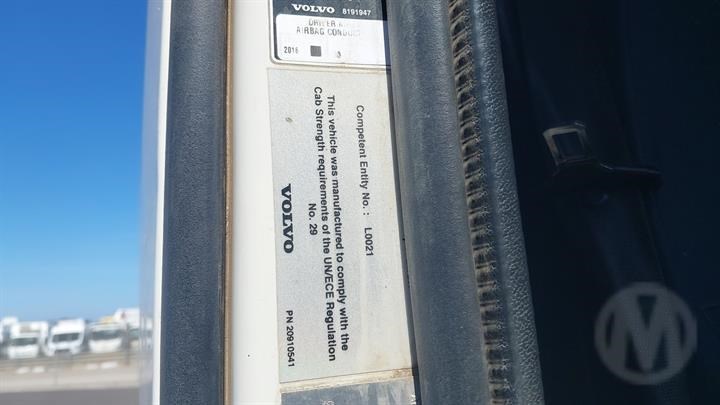 VOLVO 8191947
DRIVER
AIRBAG
2016
Competent Entity No. : L0021
This vehicle was manufactured to comply with the
Cab Strength requirements of the UN/ECE Regulation
No. 29
VOLVO PN 20910541
M